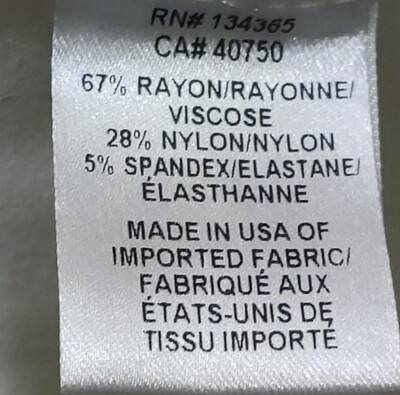 RN# 134365
CA# 40750
67% RAYON/RAYONNE/
VISCOSE
28% NYLON/NYLON
5% SPANDEX/ELASTANE/
ÉLASTHANNE
MADE IN USA OF
IMPORTED FABRIC/
FABRIQUÉ AUX
ÉTATS-UNIS DE
TISSU IMPORTÉ